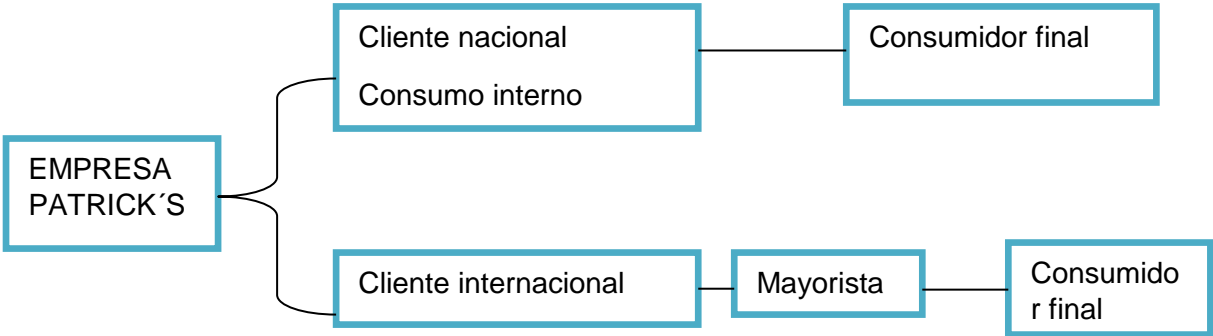 Cliente nacional
Consumo interno
Consumidor final
EMPRESA
PATRICK´S
Cliente internacional
Mayorista
Consumido
r final